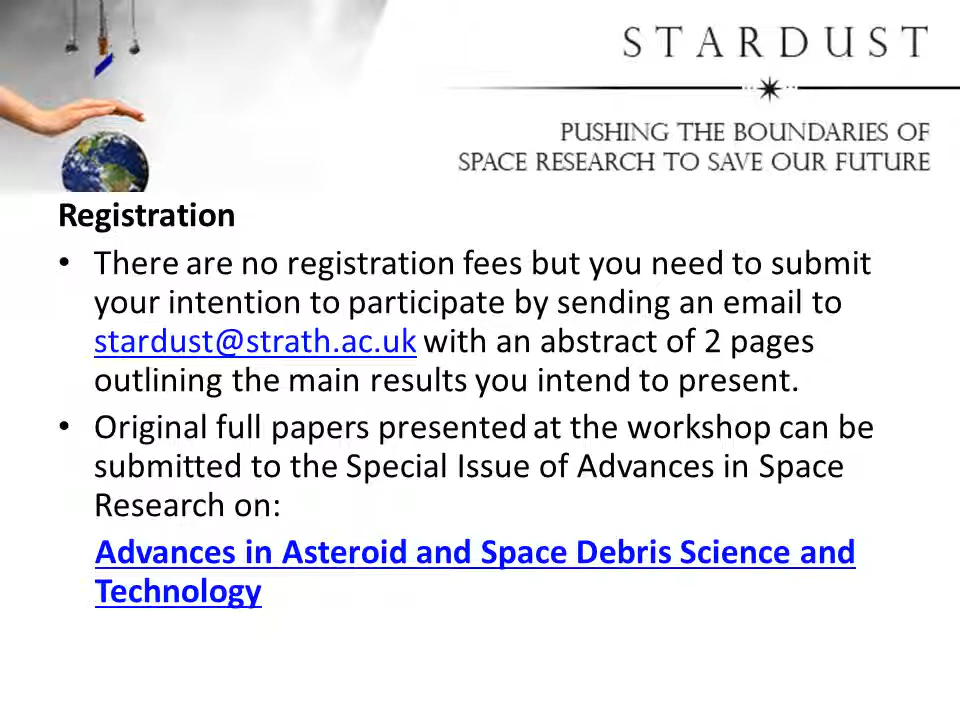 STARDUST
PUSHING THE BOUNDARIES OF
SPACE RESEARCH TO SAVE OUR FUTURE
Registration
• There are no registration fees but you need to submit
your intention to participate by sending an email to
stardust@strath.ac.uk with an abstract of 2 pages
outlining the main results you intend to present.
• Original full papers presented at the workshop can be
submitted to the Special Issue of Advances in Space
Research on:
Advances in Asteroid and Space Debris Science and
Technology